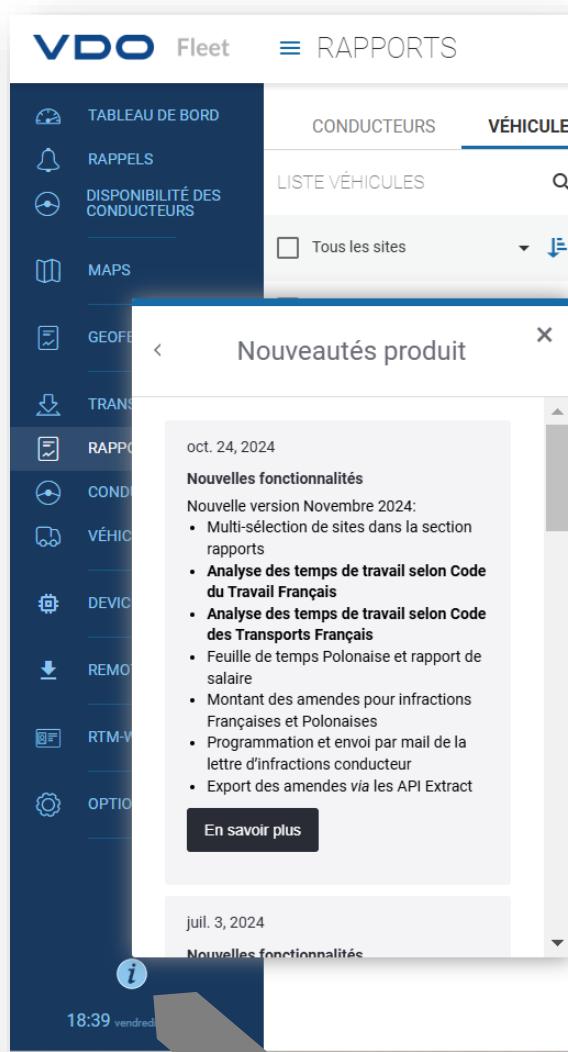 VDO Fleet
RAPPORTS
TABLEAU DE BORD
RAPPELS
DISPONIBILITÉ DES
CONDUCTEURS
MAPS
CONDUCTEURS
VÉHICULE
LISTE VÉHICULES
Tous les sites
GEOFE
TRANS
RAPPO
COND
VÉHIC
DEVIC
REMO
RTM-W
OPTIO
Nouveautés produit
oct. 24, 2024
Nouvelles fonctionnalités
Nouvelle version Novembre 2024:
• Multi-sélection de sites dans la section
rapports
• Analyse des temps de travail selon Code
du Travail Français
• Analyse des temps de travail selon Code
des Transports Français
• Feuille de temps Polonaise et rapport de
salaire
• Montant des amendes pour infractions
Françaises et Polonaises
• Programmation et envoi par mail de la
lettre d'infractions conducteur
• Export des amendes via les API Extract
En savoir plus
juil. 3, 2024
Nouvelles fonctionnalités
i
18:39 vendredi